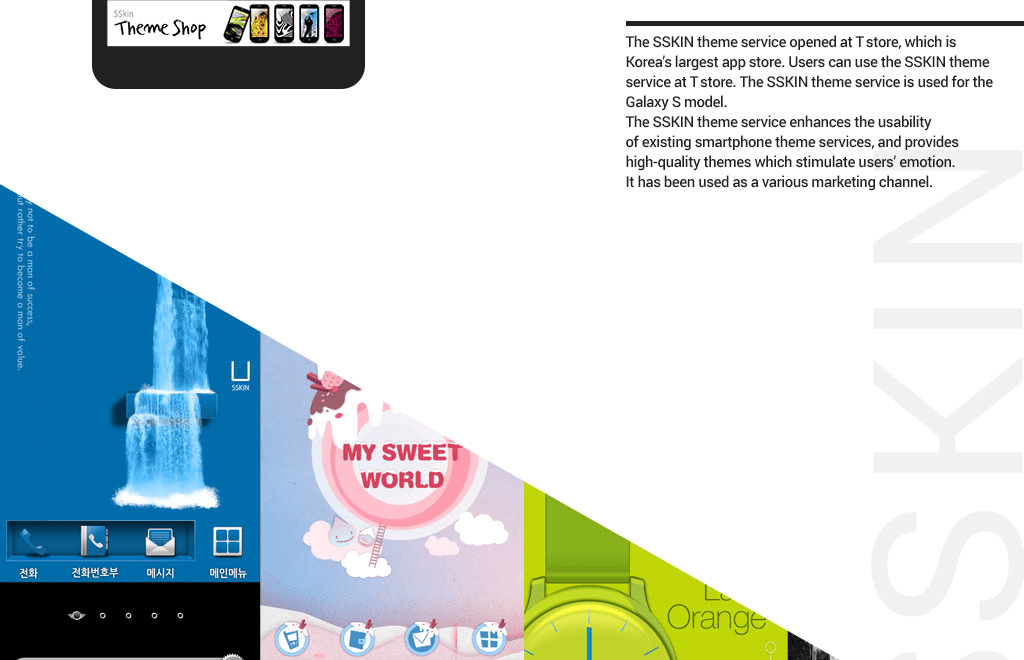 SSkin
Theme Shop
The SSKIN theme service opened at T store, which is
Korea's largest app store. Users can use the SSKIN theme
service at T store. The SSKIN theme service is used for the
Galaxy S model.
The SSKIN theme service enhances the usability
of existing smartphone theme services, and provides
high-quality themes which stimulate users' emotion.
It has been used as a various marketing channel.
SSKIN
not to be a man of success,
rather try to become a man of value.
SSKIN
MY SWEET
WORLD
전화
전화번호부
메시지
메인메뉴
Orange